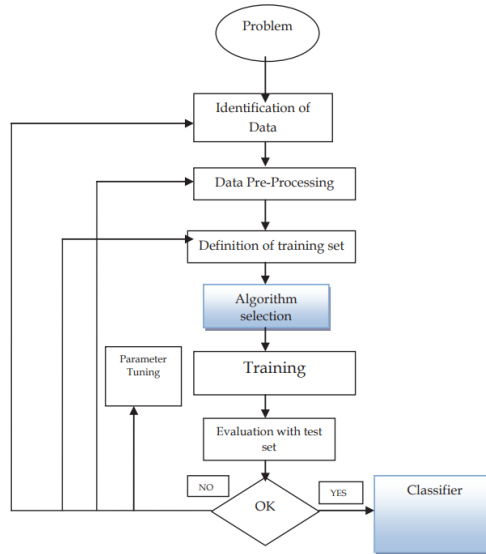 Problem
Identification of
Data
Data Pre-Processing
Definition of training set
Algorithm
selection
Parameter
Tuning
Training
Evaluation with test
set
NO
OK
YES
Classifier